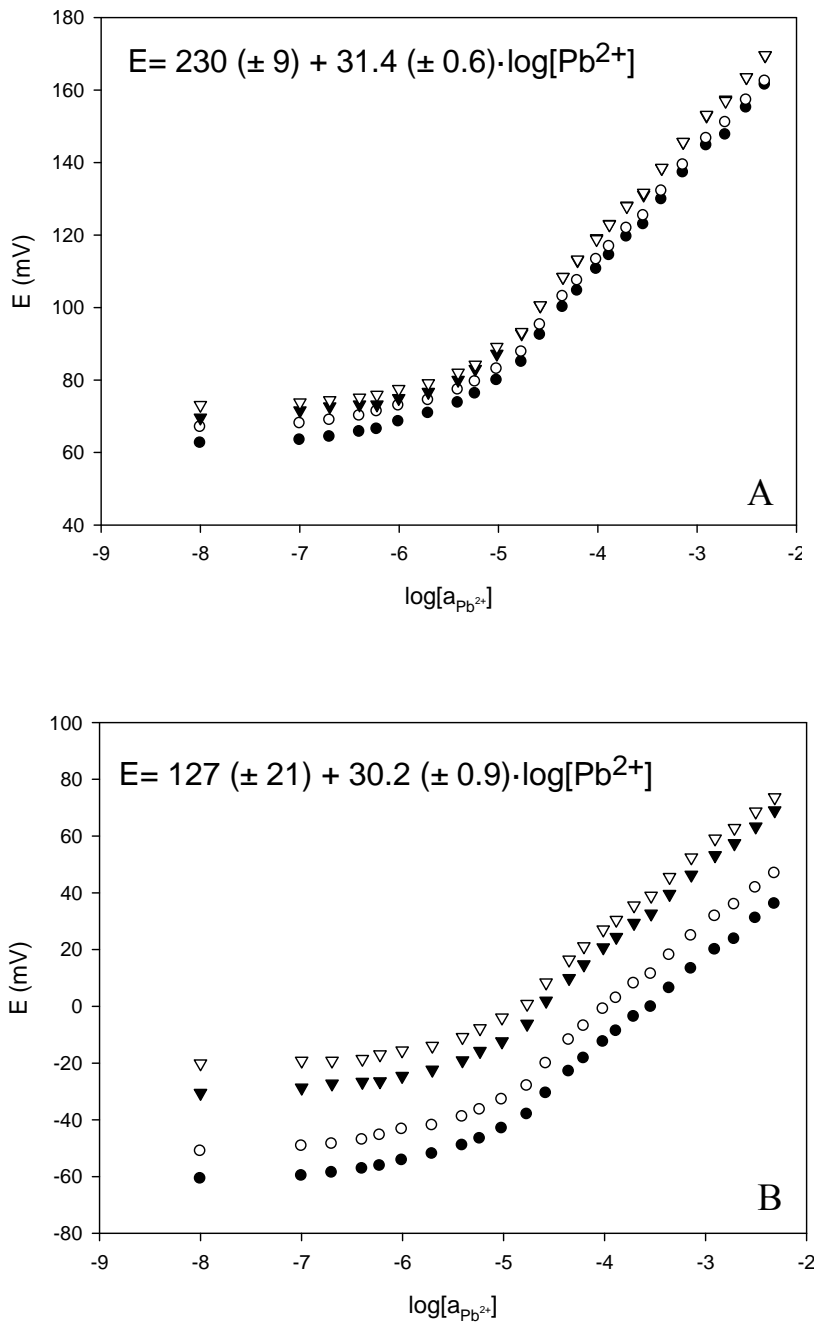 E= 230 (± 9) + 31.4 (± 0.6)·log[Pb2+]
180
160
140
120
100
80
60
40
E (mV)
A
-9 -8 -7 -6 -5 -4 -3 -2
log[aPb2+]
E= 127 (± 21) + 30.2 (± 0.9)·log[Pb2+]
100
80
60
40
20
0
-20
-40
-60
-80
E (mV)
B
-9 -8 -7 -6 -5 -4 -3 -2
log[aPb2+]